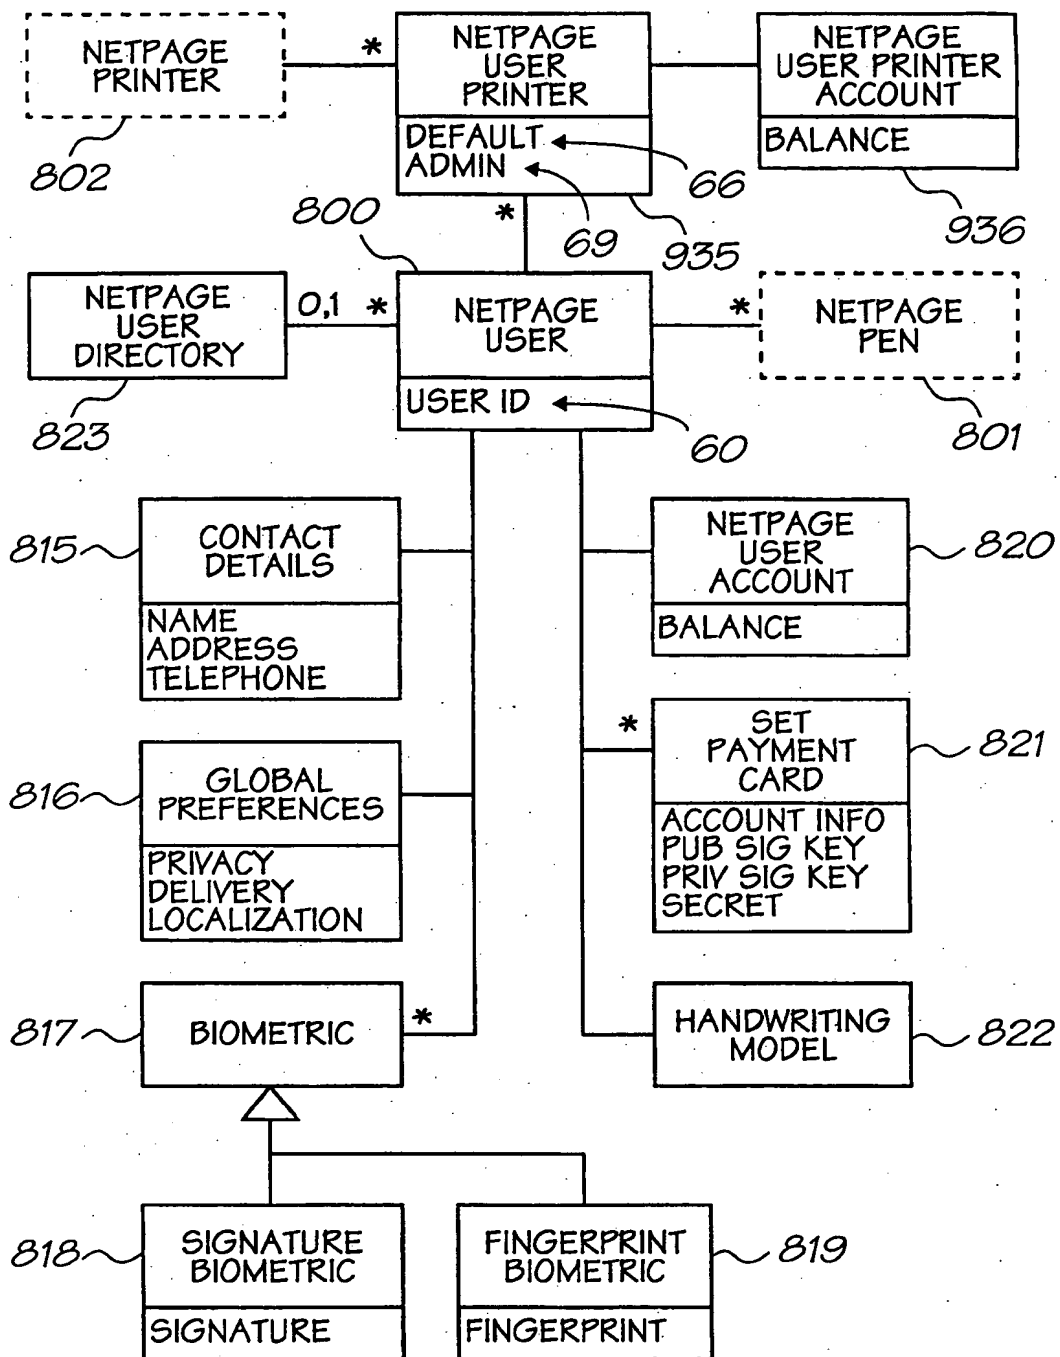 NETPAGE
PRINTER
802
*
NETPAGE
USER
PRINTER
DEFAULT
ADMIN
66
69
935
NETPAGE
USER PRINTER
ACCOUNT
BALANCE
936
*
800
NETPAGE
USER
DIRECTORY
823
0,1
*
NETPAGE
USER
USER ID
60
*
NETPAGE
PEN
801
815
CONTACT
DETAILS
NAME
ADDRESS
TELEPHONE
NETPAGE
USER
ACCOUNT
BALANCE
820
816
GLOBAL
PREFERENCES
PRIVACY
DELIVERY
LOCALIZATION
*
SET
PAYMENT
CARD
ACCOUNT INFO
PUB SIG KEY
PRIV SIG KEY
SECRET
821
817
BIOMETRIC
*
HANDWRITING
MODEL
822
818
SIGNATURE
BIOMETRIC
SIGNATURE
FINGERPRINT
BIOMETRIC
FINGERPRINT
819